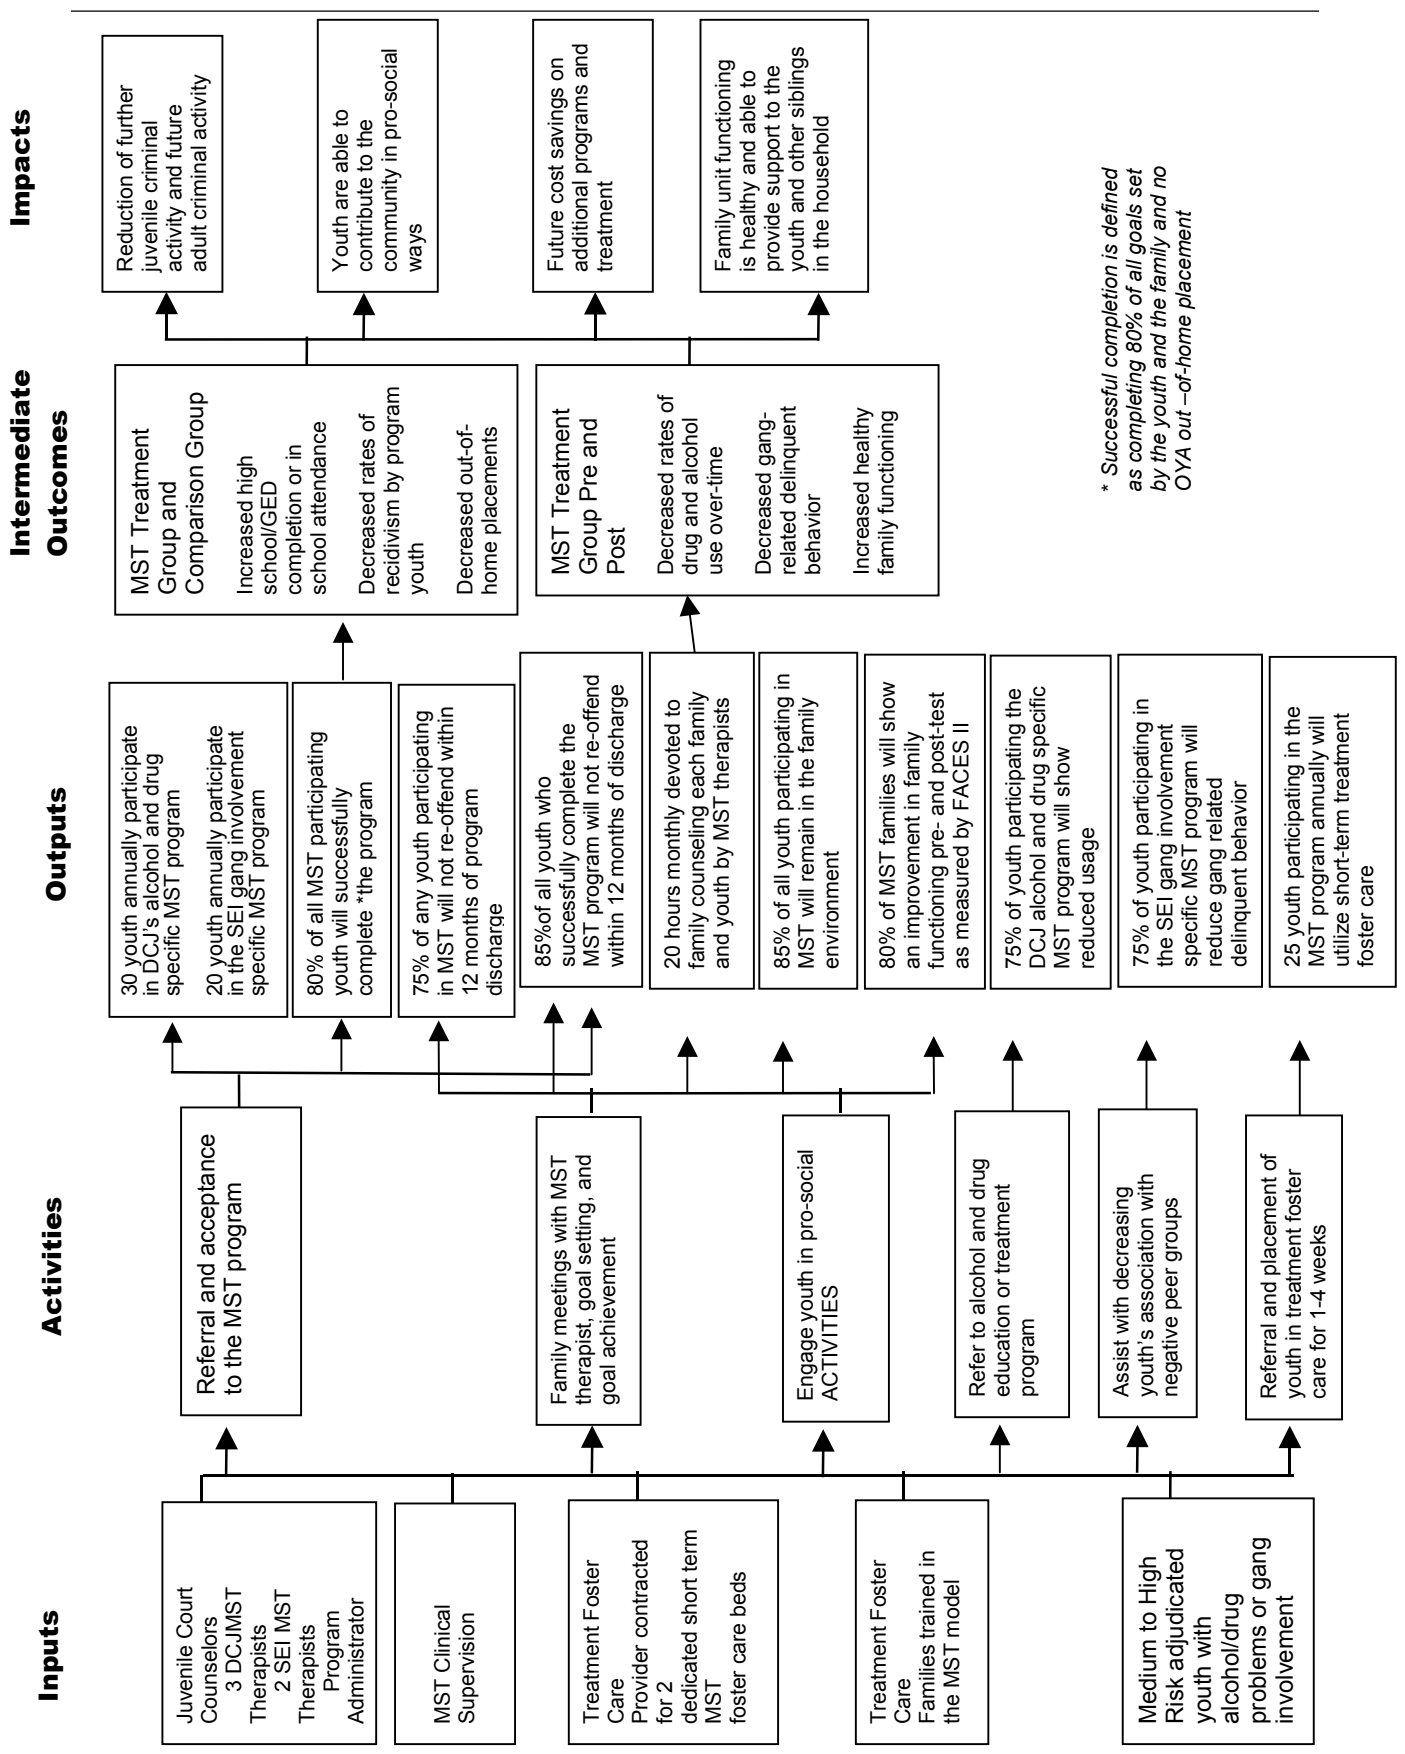 Inputs
Juvenile Court
Counselors
3 DCJMST
Therapists
2 SEI MST
Therapists
Program
Administrator
MST Clinical
Supervision
Treatment Foster
Care
Provider contracted
for 2
dedicated short term
MST
foster care beds
Treatment Foster
Care
Families trained in
the MST model
Medium to High
Risk adjudicated
youth with
alcohol/drug
problems or gang
involvement
Activities
Referral and acceptance
to the MST program
Family meetings with MST
therapist, goal setting, and
goal achievement
Engage youth in pro-social
ACTIVITIES
Refer to alcohol and drug
education or treatment
program
Assist with decreasing
youth's association with
negative peer groups
Referral and placement of
youth in treatment foster
care for 1-4 weeks
Outputs
30 youth annually participate
in DCJ's alcohol and drug
specific MST program
20 youth annually participate
in the SEI gang involvement
specific MST program
80% of all MST participating
youth will successfully
complete *the program
75% of any youth participating
in MST will not re-offend within
12 months of program
discharge
85%of all youth who
successfully complete the
MST program will not re-offend
within 12 months of discharge
20 hours monthly devoted to
family counseling each family
and youth by MST therapists
85% of all youth participating in
MST will remain in the family
environment
80% of MST families will show
an improvement in family
functioning pre- and post-test
as measured by FACES II
75% of youth participating the
DCJ alcohol and drug specific
MST program will show
reduced usage
75% of youth participating in
the SEI gang involvement
specific MST program will
reduce gang related
delinquent behavior
25 youth participating in the
MST program annually will
utilize short-term treatment
foster care
Intermediate
Outcomes
MST Treatment
Group and
Comparison Group
Increased high
school/GED
completion or in
school attendance
Decreased rates of
recidivism by program
youth
Decreased out-of-
home placements
MST Treatment
Group Pre and
Post
Decreased rates of
drug and alcohol
use over-time
Decreased gang-
related delinquent
behavior
Increased healthy
family functioning
Impacts
Reduction of further
juvenile criminal
activity and future
adult criminal activity
Youth are able to
contribute to the
community in pro-social
ways
Future cost savings on
additional programs and
treatment
Family unit functioning
is healthy and able to
provide support to the
youth and other siblings
in the household
* Successful completion is defined
as completing 80% of all goals set
by the youth and the family and no
OYA out –of-home placement